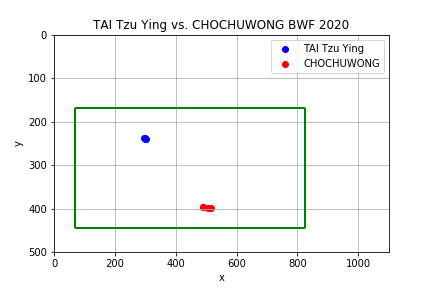 TAI Tzu Ying vs. CHOCHUWONG BWF 2020
TAI Tzu Ying
CHOCHUWONG
0
100
200
300
400
500
y
0 200 400 600 800 1000
x